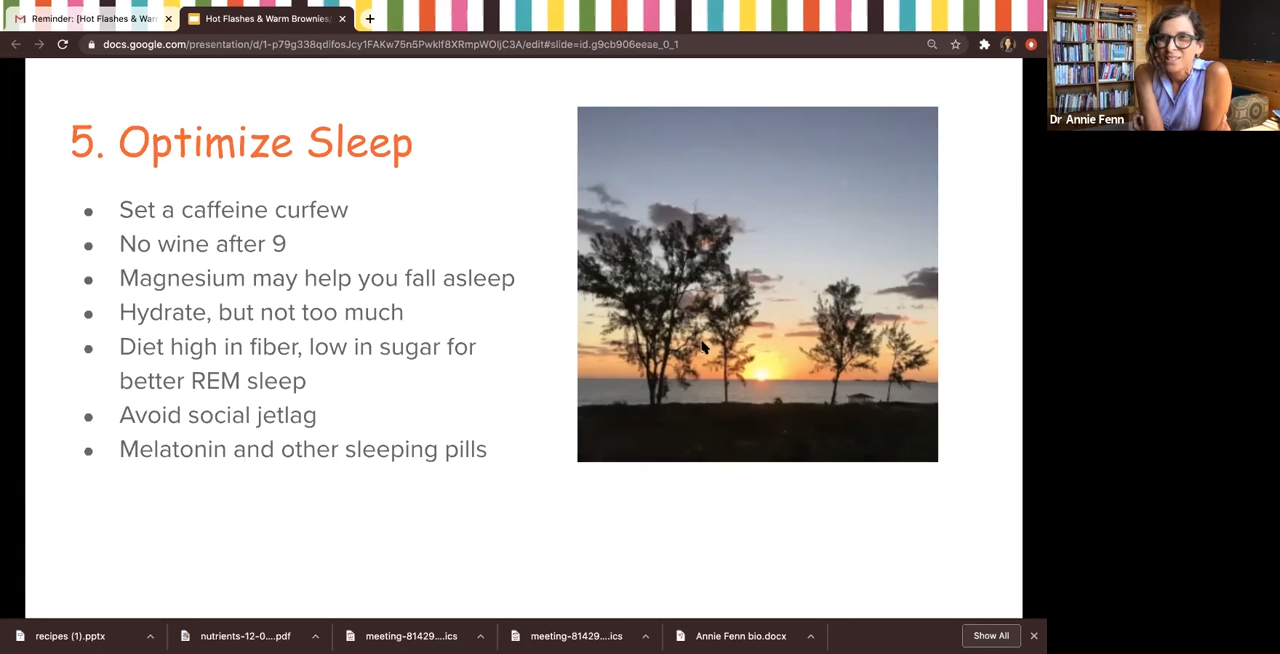 Reminder: [Hot Flashes & War
Hot Flashes & Warm Brownies/
docs.google.com/presentation/d/1-p79g338qdifosJcy1FAKw75n5PwkIf8XRmpWOIjC3A/edit#slide=id.g9cb906eeae_0_1
Dr Annie Fenn
5. Optimize Sleep
● Set a caffeine curfew
● No wine after 9
● Magnesium may help you fall asleep
● Hydrate, but not too much
● Diet high in fiber, low in sugar for
better REM sleep
● Avoid social jetlag
● Melatonin and other sleeping pills
recipes (1).pptx
nutrients-12-0....pdf
meeting-81429....ics
meeting-81429....ics
Annie Fenn bio.docx
Show All